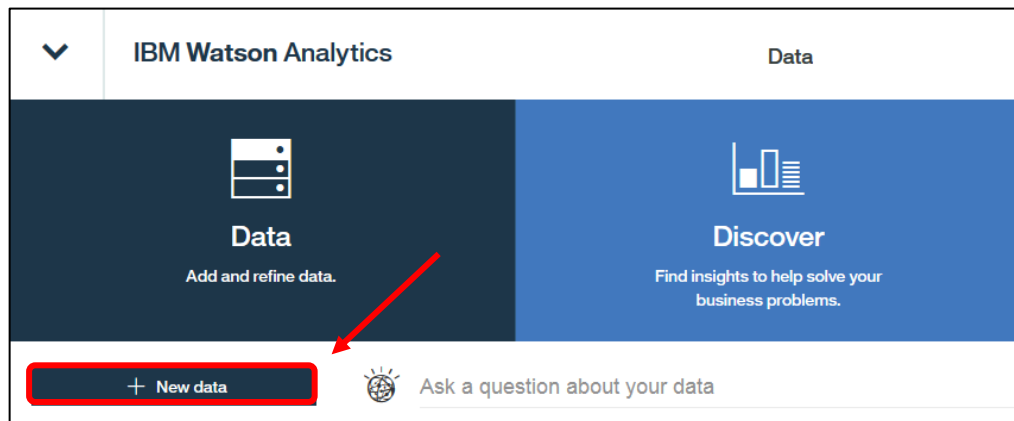 IBM Watson Analytics
Data
Data
Add and refine data.
Discover
Find insights to help solve your
business problems.
+ New data
Ask a question about your data